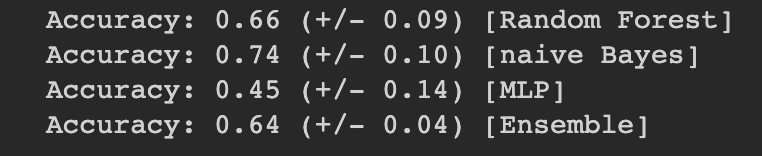 Accuracy: 0.66 (+/- 0.09) [Random Forest]
Accuracy: 0.74 (+/- 0.10) [naive Bayes]
Accuracy: 0.45 (+/- 0.14) [MLP]
Accuracy: 0.64 (+/- 0.04) [Ensemble]